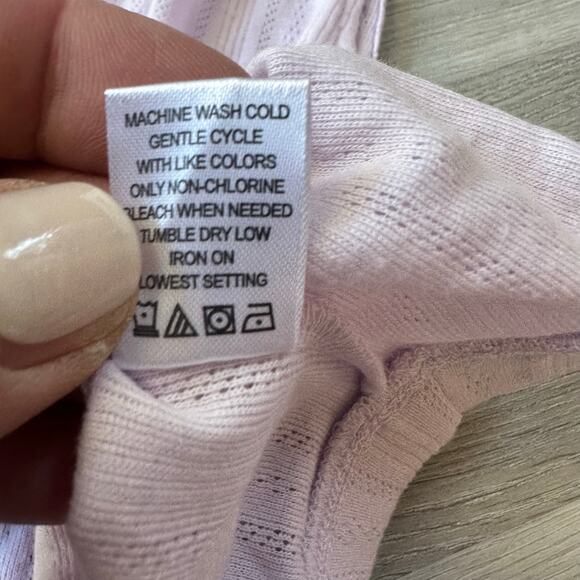 MACHINE WASH COLD
GENTLE CYCLE
WITH LIKE COLORS
ONLY NON-CHLORINE
BLEACH WHEN NEEDED
TUMBLE DRY LOW
IRON ON
LOWEST SETTING